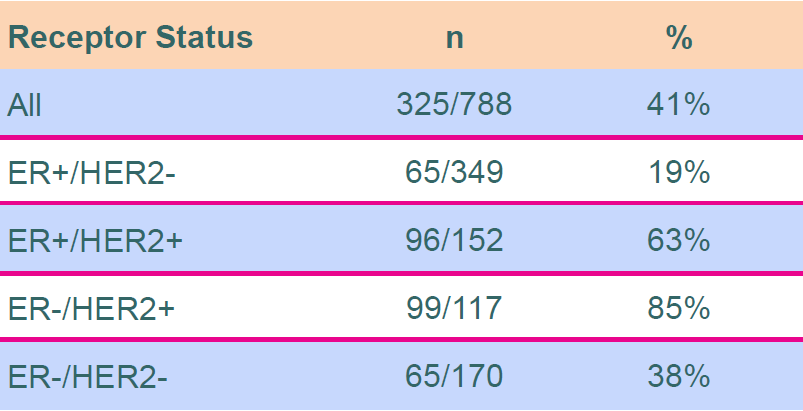 Receptor Status n %
All 325/788 41%
ER+/HER2- 65/349 19%
ER+/HER2+ 96/152 63%
ER-/HER2+ 99/117 85%
ER-/HER2- 65/170 38%